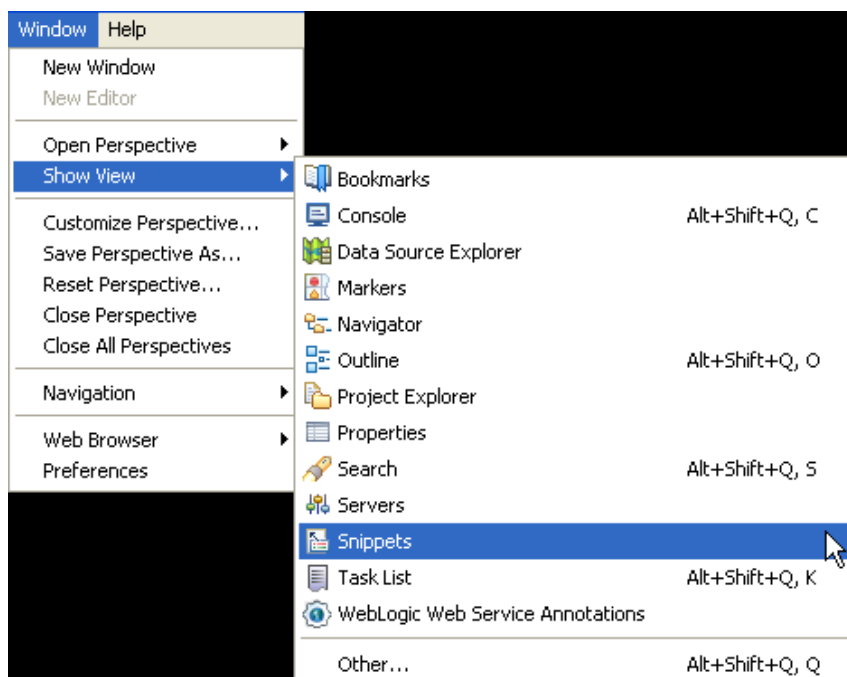 Window Help
New Window
New Editor
Open Perspective
Show View
Customize Perspective...
Save Perspective As...
Reset Perspective...
Close Perspective
Close All Perspectives
Navigation
Web Browser
Preferences
Bookmarks
Console Alt+Shift+Q, C
Data Source Explorer
Markers
Navigator
Outline Alt+Shift+Q, O
Project Explorer
Properties
Search Alt+Shift+Q, S
Servers
Snippets
Task List Alt+Shift+Q, K
WebLogic Web Service Annotations
Other... Alt+Shift+Q, Q